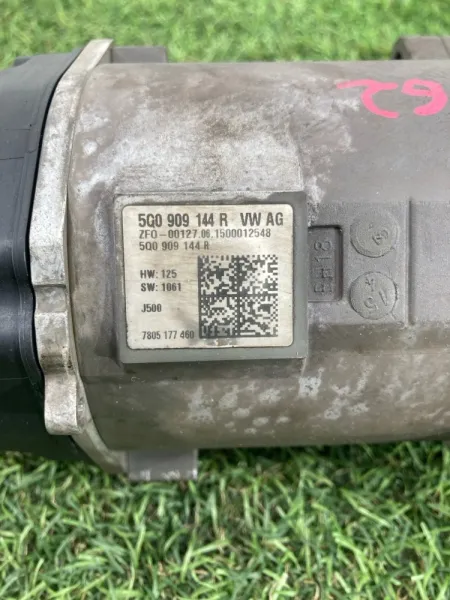 5Q0 909 144 R VW AG
ZFO-00127.06.1500012548
5Q0 909 144 R
HW: 125
SW: 1061
J500
7805 177 460
62